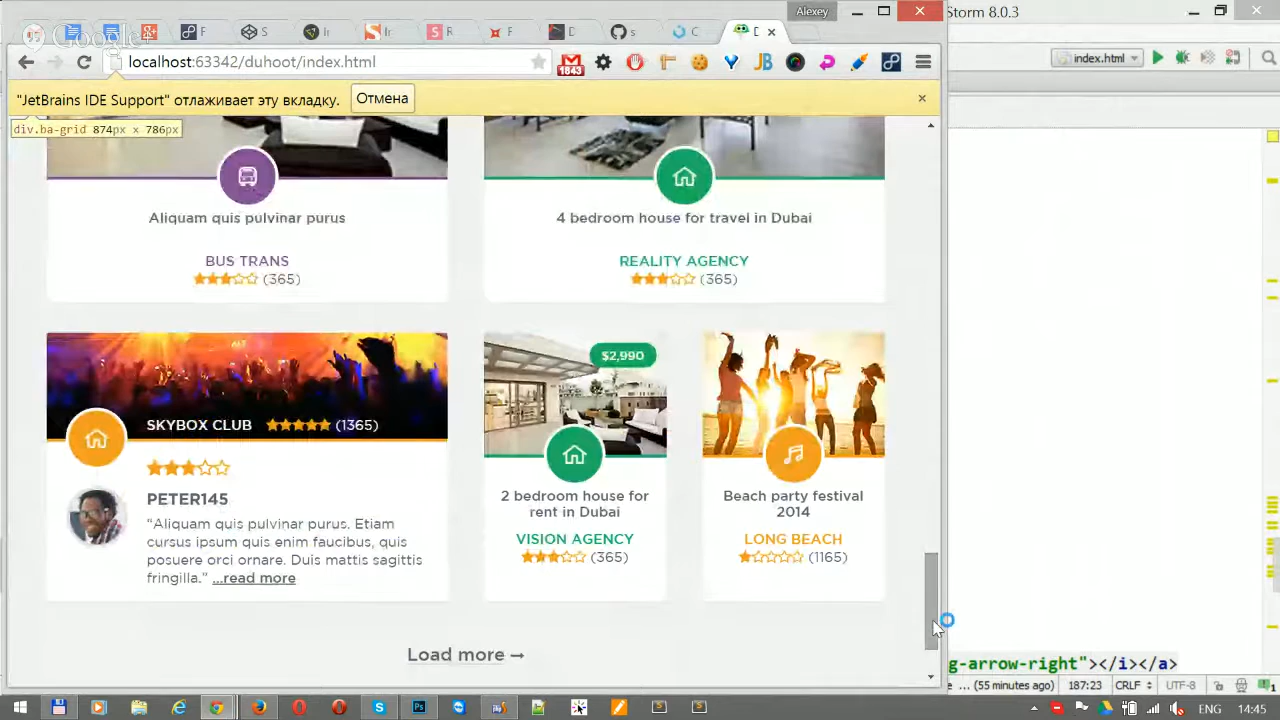 Alexey
Storm 8.0.3
Google+
F
S
Ir
S
R
F
D
s
C
D
localhost:63342/duhoot/index.html
1843
JB
index.html
"JetBrains IDE Support" отлаживает эту вкладку.
Отмена
div.ba-grid 874px x 786px
Aliquam quis pulvinar purus
4 bedroom house for travel in Dubai
BUS TRANS
REALITY AGENCY
(365)
(365)
$2,990
SKYBOX CLUB
(1365)
PETER145
“Aliquam quis pulvinar purus. Etiam
cursus ipsum quis enim faucibus, quis
posuere orci ornare. Duis mattis sagittis
fringilla.” ...read more
2 bedroom house for
rent in Dubai
VISION AGENCY
(365)
Beach party festival
2014
LONG BEACH
(1165)
Load more →
g-arrow-right"></i></a>
e ... (55 minutes ago)
187:23
CRLF
UTF-8
1
ENG
14:45